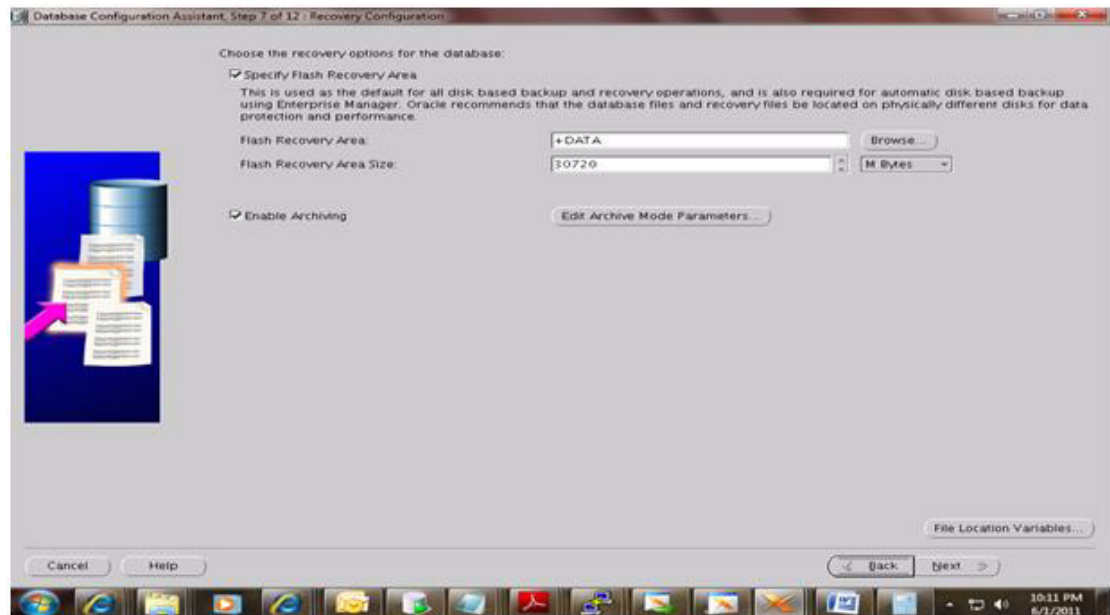 Database Configuration Assistant, Step 7 of 12 : Recovery Configuration
Choose the recovery options for the database:
Specify Flash Recovery Area
This is used as the default for all disk based backup and recovery operations, and is also required for automatic disk based backup
using Enterprise Manager. Oracle recommends that the database files and recovery files be located on physically different disks for data
protection and performance.
Flash Recovery Area: +DATA Browse...
Flash Recovery Area Size: 30720 M Bytes
Enable Archiving Edit Archive Mode Parameters...
File Location Variables...
Cancel Help Back Next
10:11 PM
6/1/2011